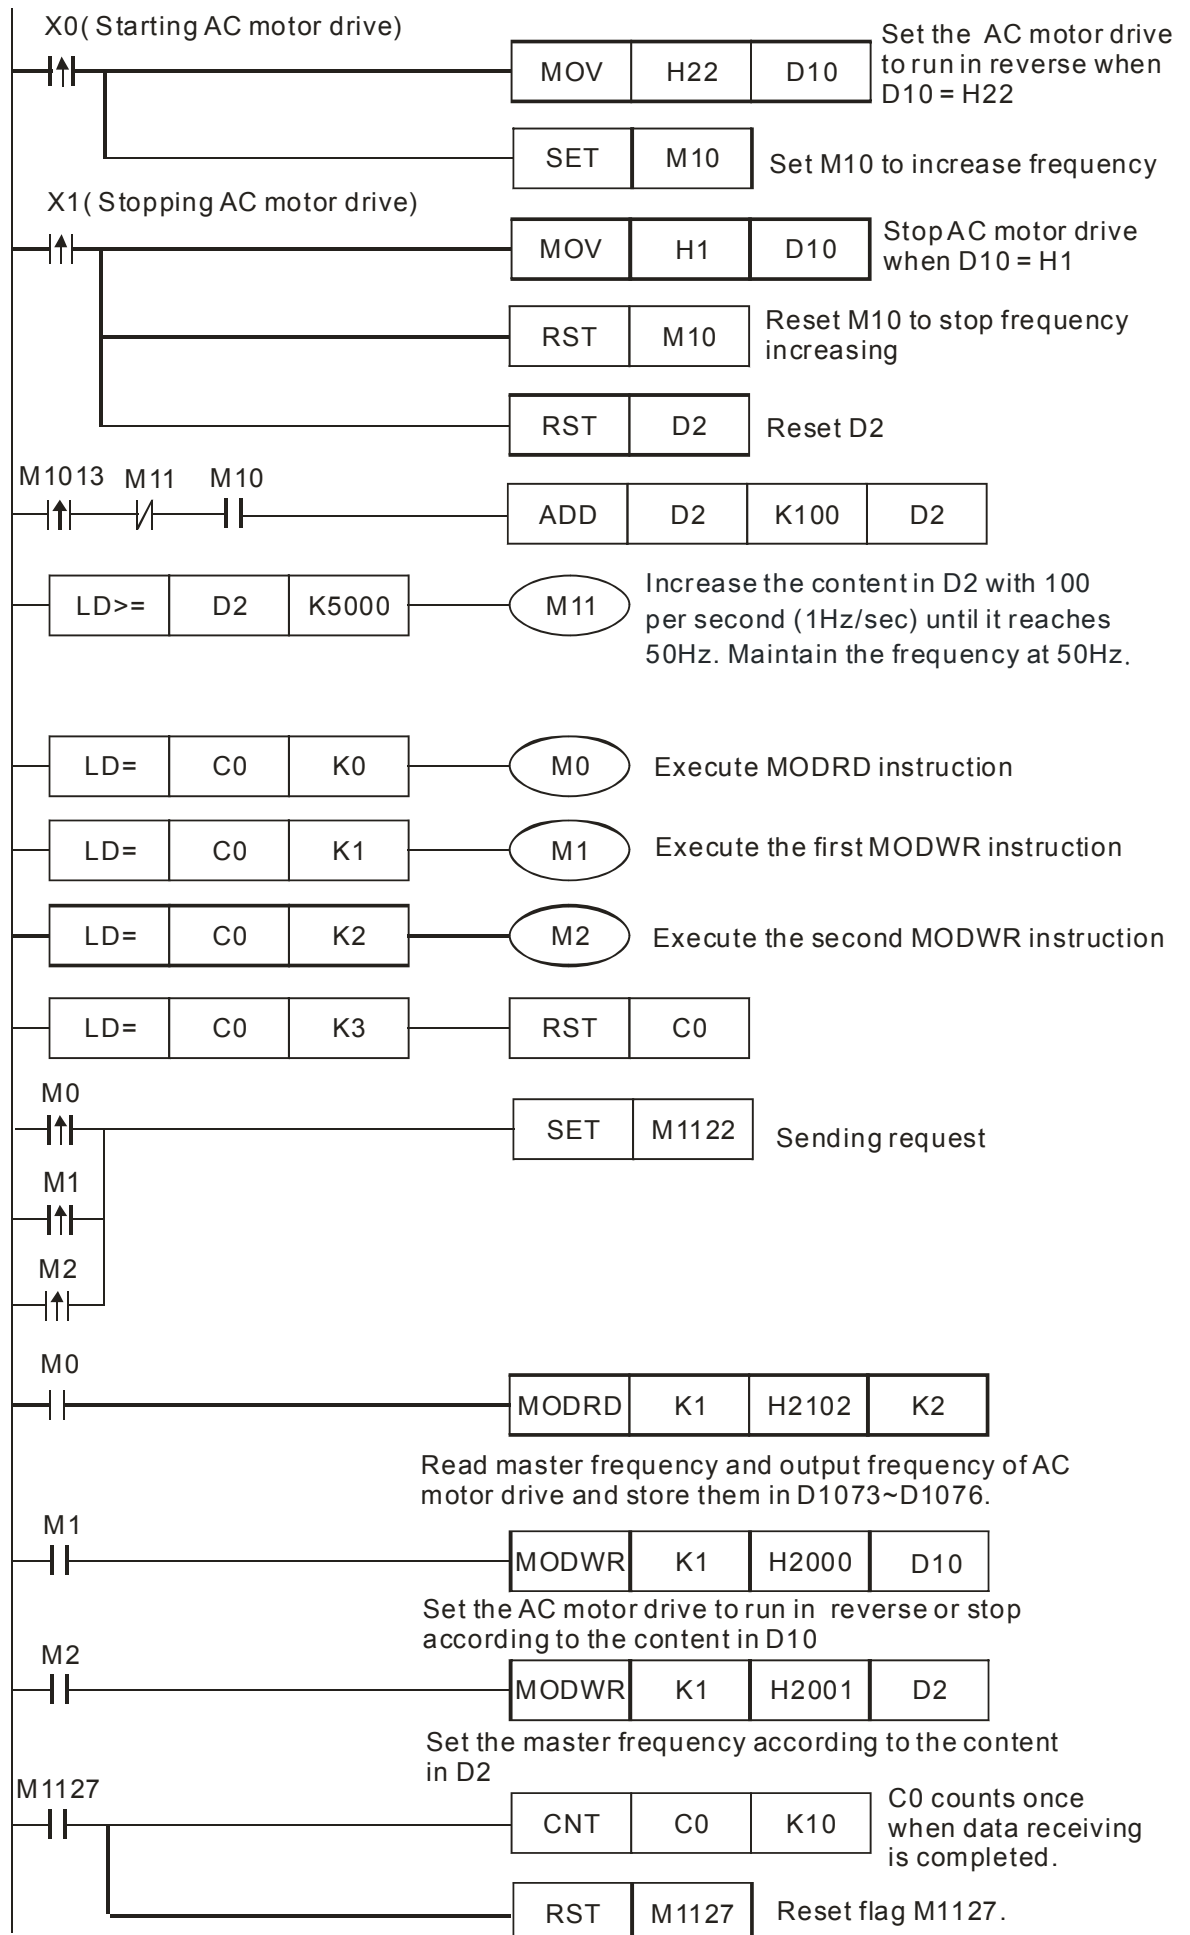 X0( Starting AC motor drive)
MOV H22 D10
Set the AC motor drive
to run in reverse when
D10 = H22
SET M10
Set M10 to increase frequency
X1( Stopping AC motor drive)
MOV H1 D10
Stop AC motor drive
when D10 = H1
RST M10
Reset M10 to stop frequency
increasing
RST D2
Reset D2
M1013 M11 M10
ADD D2 K100 D2
LD>= D2 K5000 M11
Increase the content in D2 with 100
per second (1Hz/sec) until it reaches
50Hz. Maintain the frequency at 50Hz.
LD= C0 K0 M0 Execute MODRD instruction
LD= C0 K1 M1 Execute the first MODWR instruction
LD= C0 K2 M2 Execute the second MODWR instruction
LD= C0 K3 RST C0
M0
SET M1122 Sending request
M1
M2
M0
MODRD K1 H2102 K2
Read master frequency and output frequency of AC
motor drive and store them in D1073~D1076.
M1
MODWR K1 H2000 D10
Set the AC motor drive to run in reverse or stop
according to the content in D10
M2
MODWR K1 H2001 D2
Set the master frequency according to the content
in D2
M1127
CNT C0 K10
C0 counts once
when data receiving
is completed.
RST M1127 Reset flag M1127.